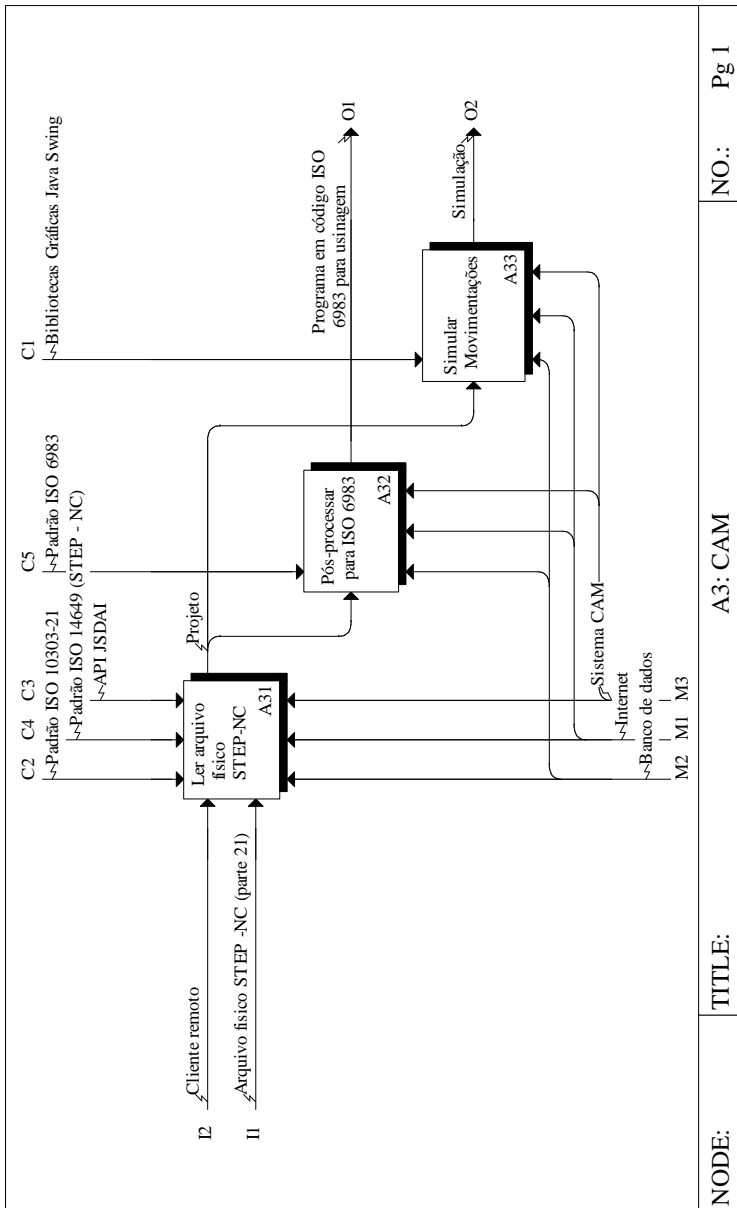 C2
Padrão ISO 10303-21
C4
Padrão ISO 14649 (STEP - NC)
C3
API JSDAI
C5
Padrão ISO 6983
C1
Bibliotecas Gráficas Java Swing
I2
Cliente remoto
I1
Arquivo físico STEP -NC (parte 21)
Ler arquivo
físico
STEP-NC
A31
Projeto
Pós-processar
para ISO 6983
A32
Simular
Movimentações
A33
Programa em código ISO
6983 para usinagem
O1
Simulação
O2
Sistema CAM
Internet
Banco de dados
M2
M1
M3
NODE:
TITLE:
A3: CAM
NO.:
Pg 1